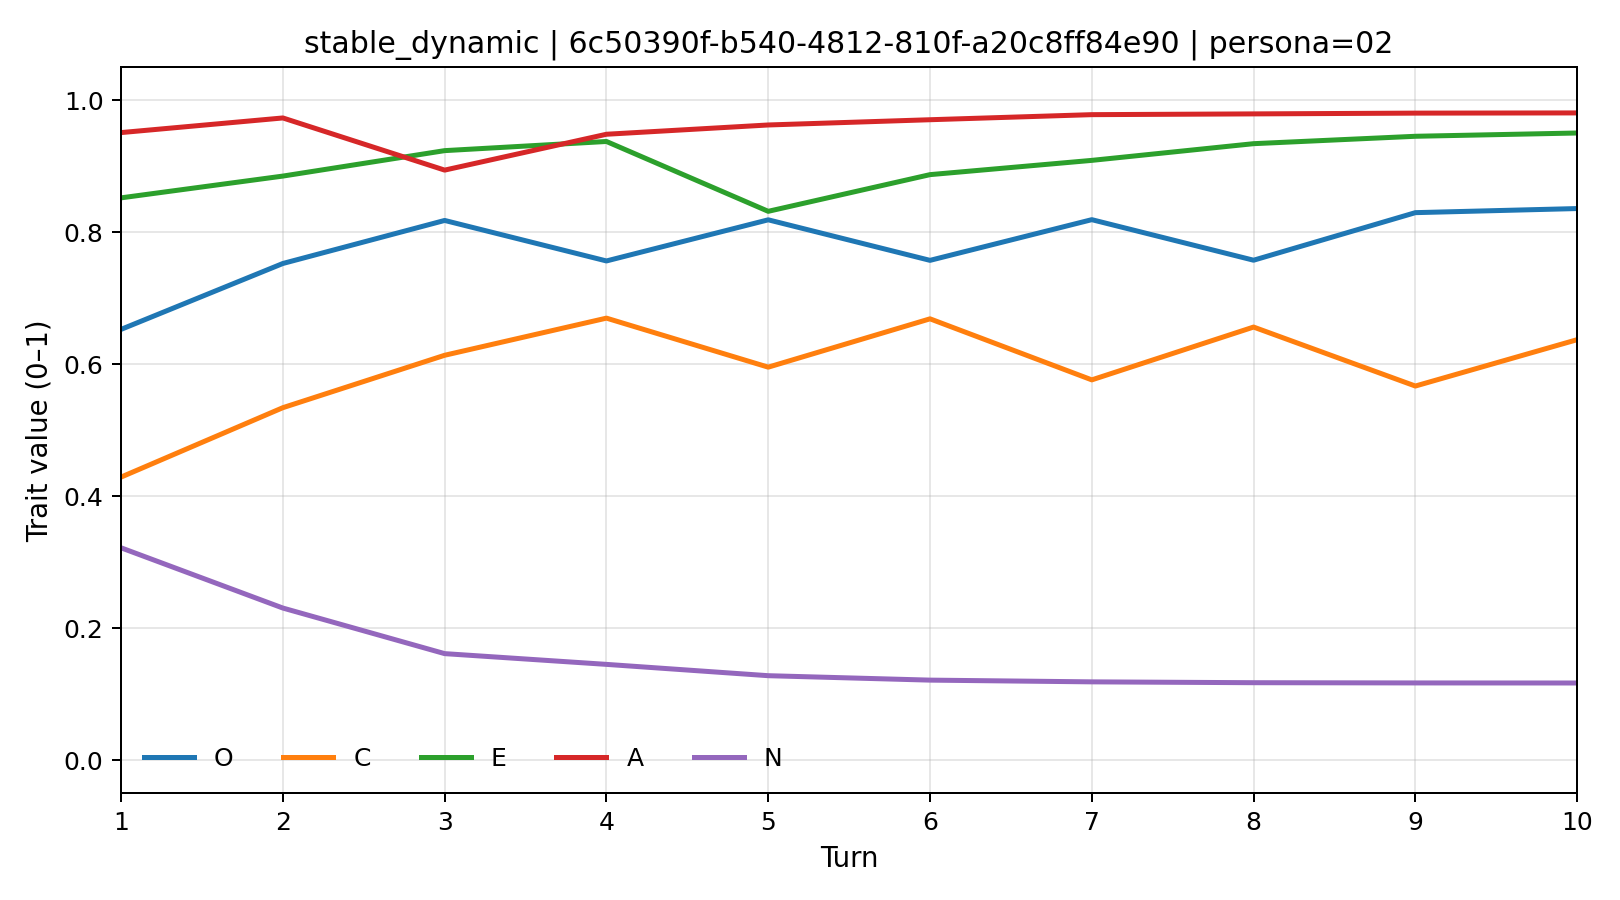 stable_dynamic | 6c50390f-b540-4812-810f-a20c8ff84e90 | persona=02
Trait value (0–1)
1.0
0.8
0.6
0.4
0.2
0.0
O C E A N
1 2 3 4 5 6 7 8 9 10
Turn